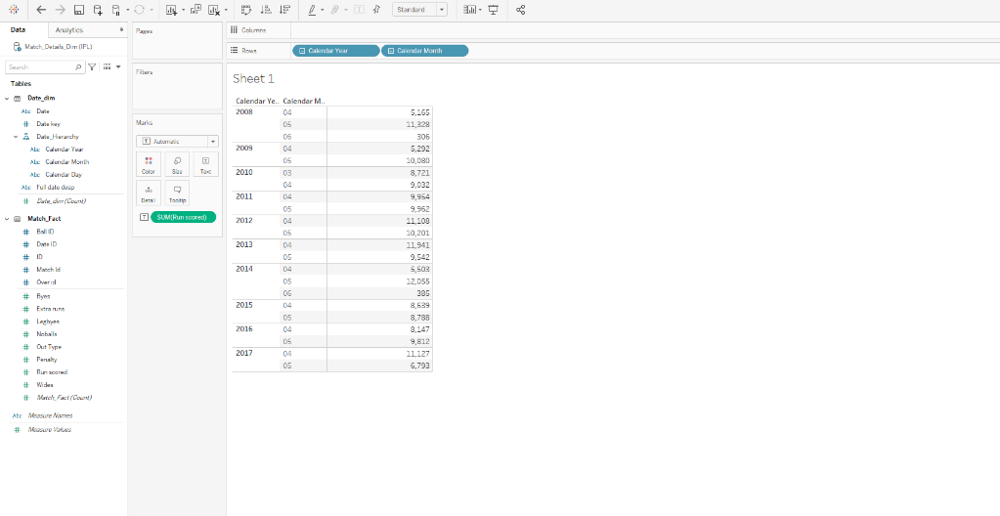 Standard
Data
Analytics
Match_Details_Dim (IPL)
Search
Tables
Date_dim
Abc Date
# Date key
Date_Hierarchy
Abc Calendar Year
Abc Calendar Month
Abc Calendar Day
Abc Full date desp
# Date_dim (Count)
Match_Fact
# Ball ID
# Date ID
# ID
# Match Id
# Over id
# Byes
# Extra runs
# Legbyes
# Noballs
# Out Type
# Penalty
# Run scored
# Wides
# Match_Fact (Count)
Abc Measure Names
# Measure Values
Pages
Filters
Marks
T Automatic
Color Size Text
Detail Tooltip
T SUM(Run scored)
Columns
Rows Calendar Year Calendar Month
Sheet 1
Calendar Ye.. Calendar M..
2008 04 5,165
05 11,328
06 306
2009 04 5,292
05 10,080
2010 03 8,721
04 9,032
2011 04 9,954
05 9,962
2012 04 11,108
05 10,201
2013 04 11,941
05 9,542
2014 04 5,503
05 12,055
06 385
2015 04 8,639
05 8,788
2016 04 8,147
05 9,812
2017 04 11,127
05 6,793